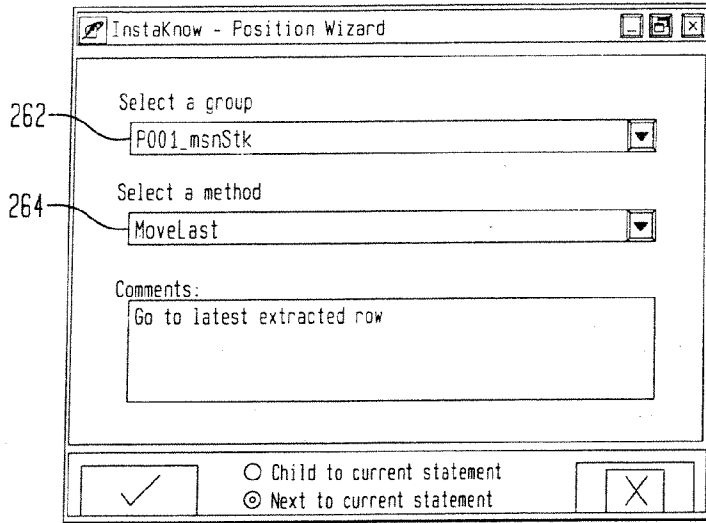 InstaKnow - Position Wizard
Select a group
262
P001_msnStk
Select a method
264
MoveLast
Comments:
Go to latest extracted row
Child to current statement
Next to current statement